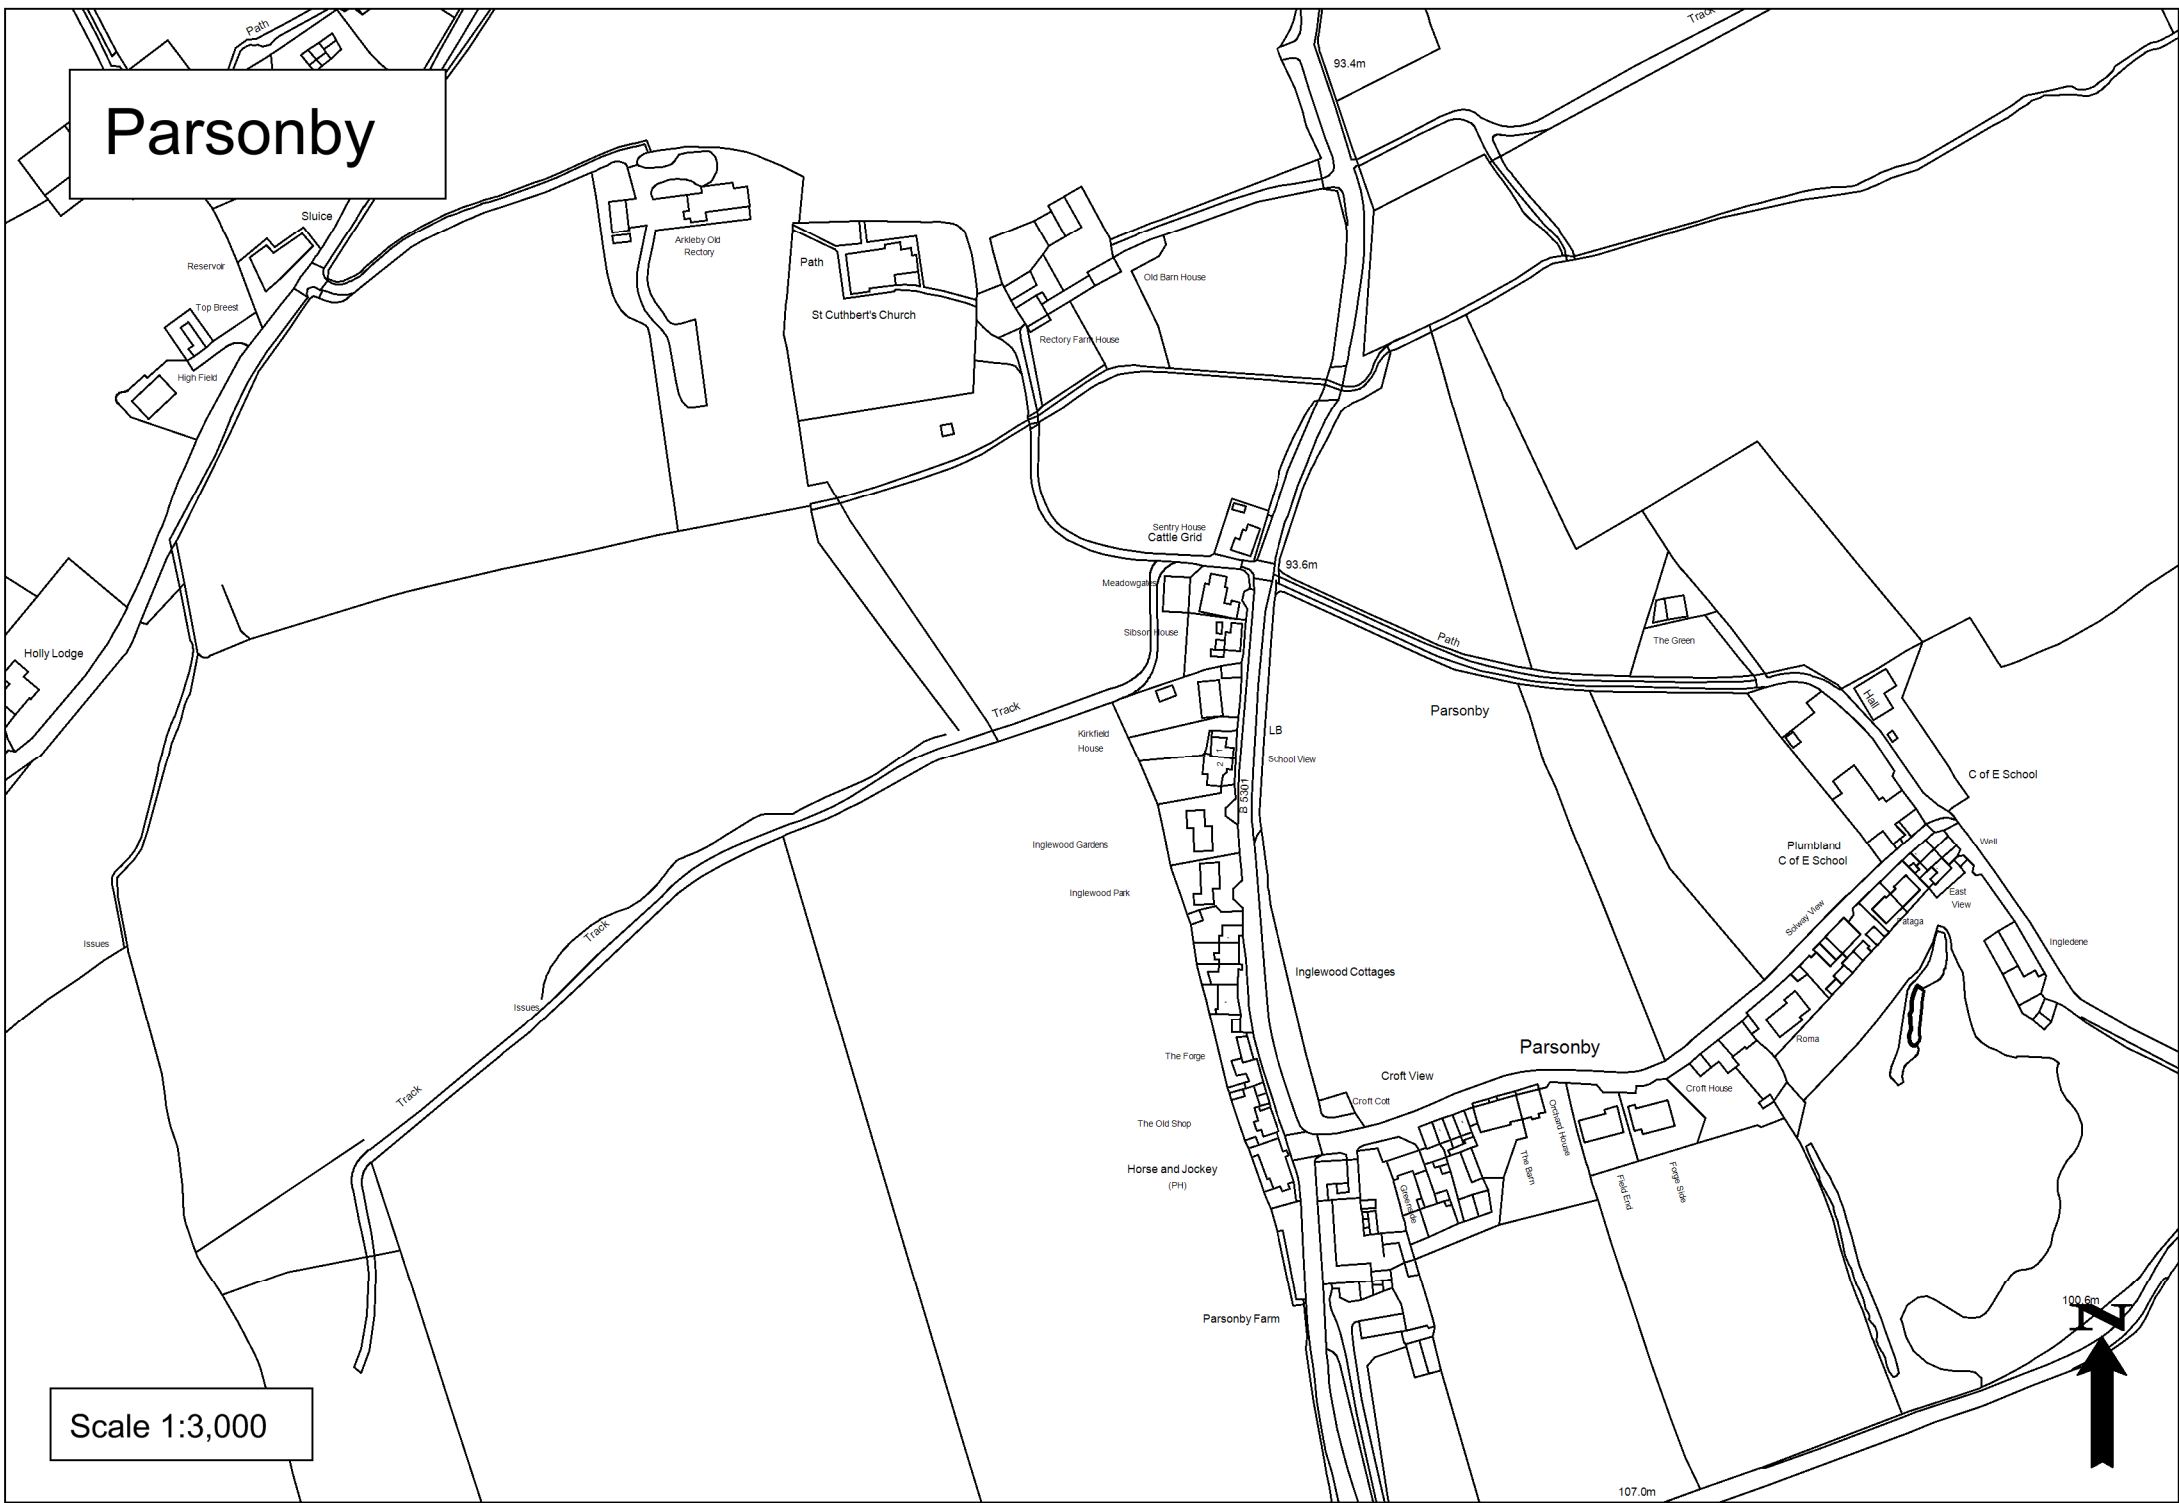 Path
Track
93.4m
Parsonby
Sluice
Arkleby Old
Rectory
Path
Reservoir
Old Barn House
Top Breest
St Cuthbert's Church
Rectory Farm House
High Field
Sentry House
Cattle Grid
93.6m
Meadowgates
Sibson House
Path
The Green
Holly Lodge
Hall
Track
Parsonby
Kirkfield
House
LB
1
2
School View
C of E School
B 5301
Inglewood Gardens
Plumbland
C of E School
Well
Inglewood Park
East
View
Solway View
Pataga
Track
Issues
Ingledene
Inglewood Cottages
Issues
Roma
Parsonby
The Forge
Croft View
Croft House
Track
Croft Cott
Orchard House
The Old Shop
Horse and Jockey
(PH)
The Barn
Forge Side
Field End
Greenside
100.6m
N
Parsonby Farm
Scale 1:3,000
107.0m